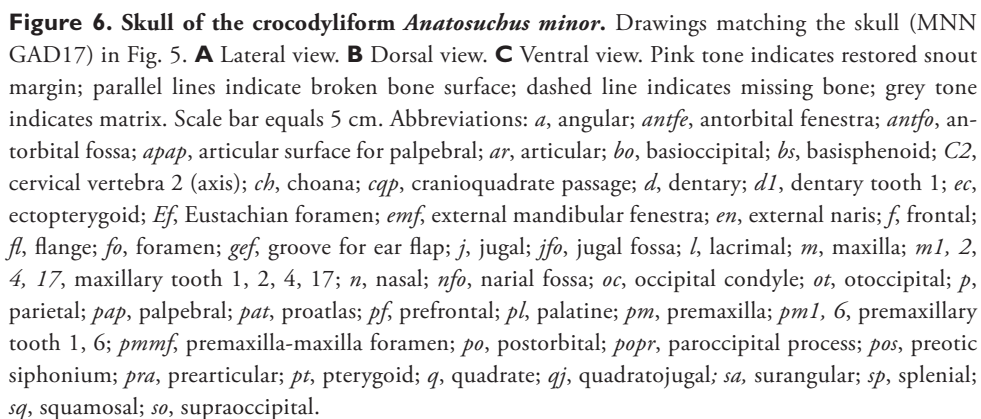 Figure 6. Skull of the crocodyliform Anatosuchus minor. Drawings matching the skull (MNN
GAD17) in Fig. 5. A Lateral view. B Dorsal view. C Ventral view. Pink tone indicates restored snout
margin; parallel lines indicate broken bone surface; dashed line indicates missing bone; grey tone
indicates matrix. Scale bar equals 5 cm. Abbreviations: a, angular; antfe, antorbital fenestra; antfo, an-
torbital fossa; apap, articular surface for palpebral; ar, articular; bo, basioccipital; bs, basisphenoid; C2,
cervical vertebra 2 (axis); ch, choana; cqp, cranioquadrate passage; d, dentary; d1, dentary tooth 1; ec,
ectopterygoid; Ef, Eustachian foramen; emf, external mandibular fenestra; en, external naris; f, frontal;
fl, flange; fo, foramen; gef, groove for ear flap; j, jugal; jfo, jugal fossa; l, lacrimal; m, maxilla; m1, 2,
4, 17, maxillary tooth 1, 2, 4, 17; n, nasal; nfo, narial fossa; oc, occipital condyle; ot, otoccipital; p,
parietal; pap, palpebral; pat, proatlas; pf, prefrontal; pl, palatine; pm, premaxilla; pm1, 6, premaxillary
tooth 1, 6; pmmf, premaxilla-maxilla foramen; po, postorbital; popr, paroccipital process; pos, preotic
siphonium; pra, prearticular; pt, pterygoid; q, quadrate; qj, quadratojugal; sa, surangular; sp, splenial;
sq, squamosal; so, supraoccipital.